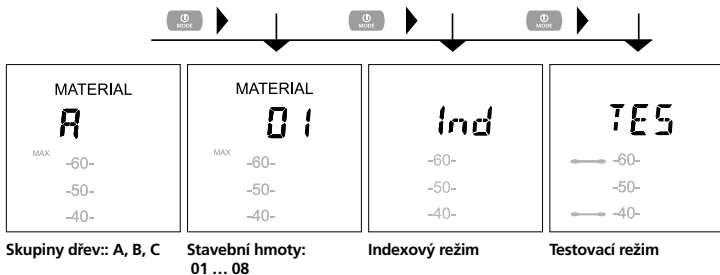 MODE
MODE
MODE
MATERIAL
A
MAX
-60-
-50-
-40-
Skupiny dřev:: A, B, C
MATERIAL
01
MAX
-60-
-50-
-40-
Stavební hmoty:
01 … 08
Ind
-60-
-50-
-40-
Indexový režim
TES
-60-
-50-
-40-
Testovací režim